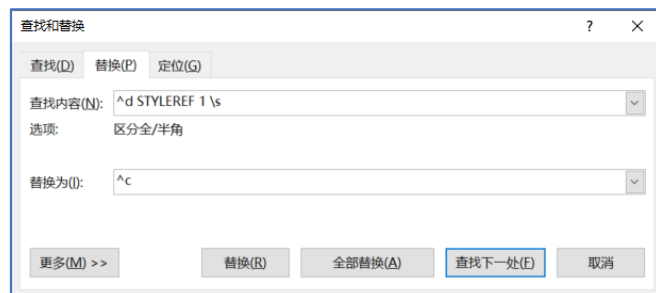 查找和替换 ? ×
查找(D) 替换(P) 定位(G)
查找内容(N): ^d STYLEREF 1 \s
选项: 区分全/半角
替换为(I): ^c
更多(M) >> 替换(R) 全部替换(A) 查找下一处(F) 取消